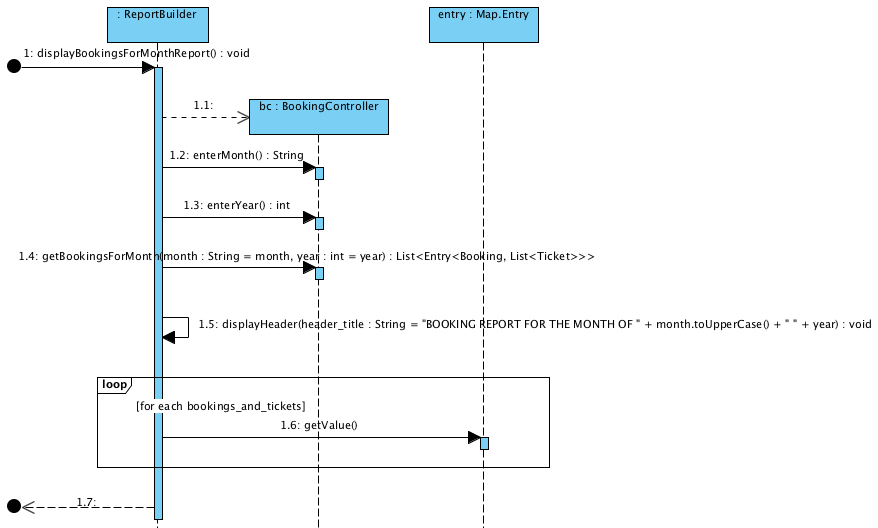 : ReportBuilder
entry : Map.Entry
1: displayBookingsForMonthReport() : void
1.1:
bc : BookingController
1.2: enterMonth() : String
1.3: enterYear() : int
1.4: getBookingsForMonth(month : String = month, year : int = year) : List<Entry<Booking, List<Ticket>>>
1.5: displayHeader(header_title : String = "BOOKING REPORT FOR THE MONTH OF " + month.toUpperCase() + " " + year) : void
loop
[for each bookings_and_tickets]
1.6: getValue()
1.7: